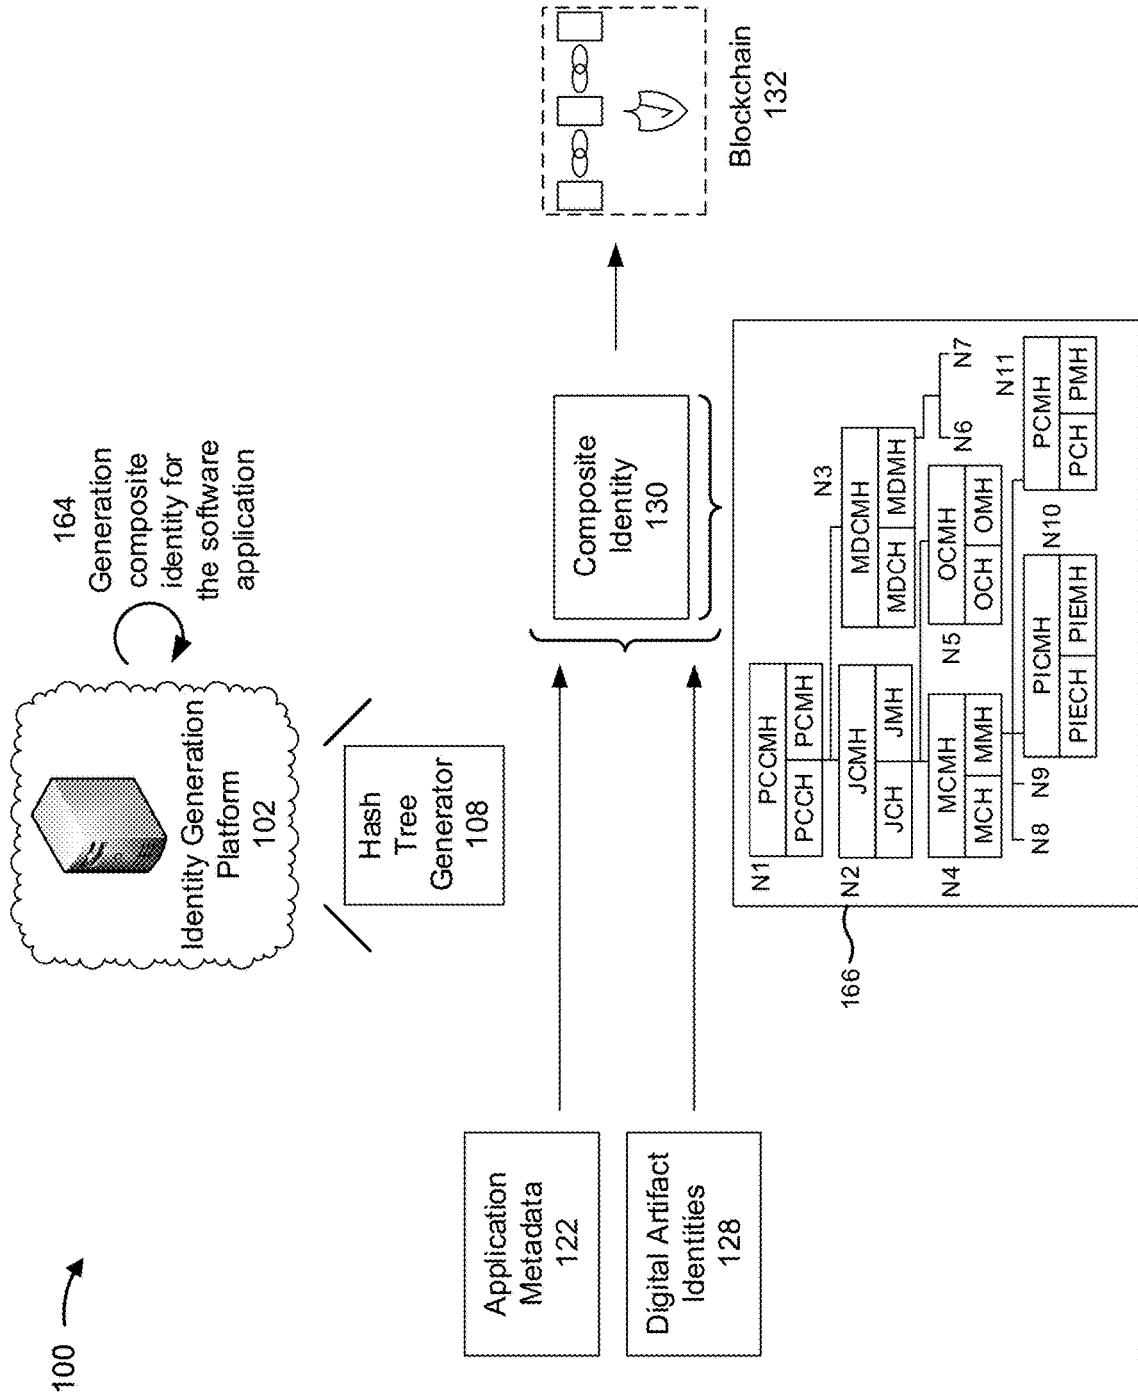 100
Identity Generation
Platform
102
164
Generation
composite
identity for
the software
application
Hash
Tree
Generator
108
Application
Metadata
122
Digital Artifact
Identities
128
Composite
Identity
130
Blockchain
132
166
N1
PCCMH
PCCH
PCMH
N2
JCMH
JCH
JMH
N3
MDCMH
MDCH
MDMH
N4
MCMH
MCH
MMH
N5
OCMH
OCH
OMH
N6
N7
N8
N9
N10
PICMH
PIECH
PIEMH
N11
PCMH
PCH
PMH